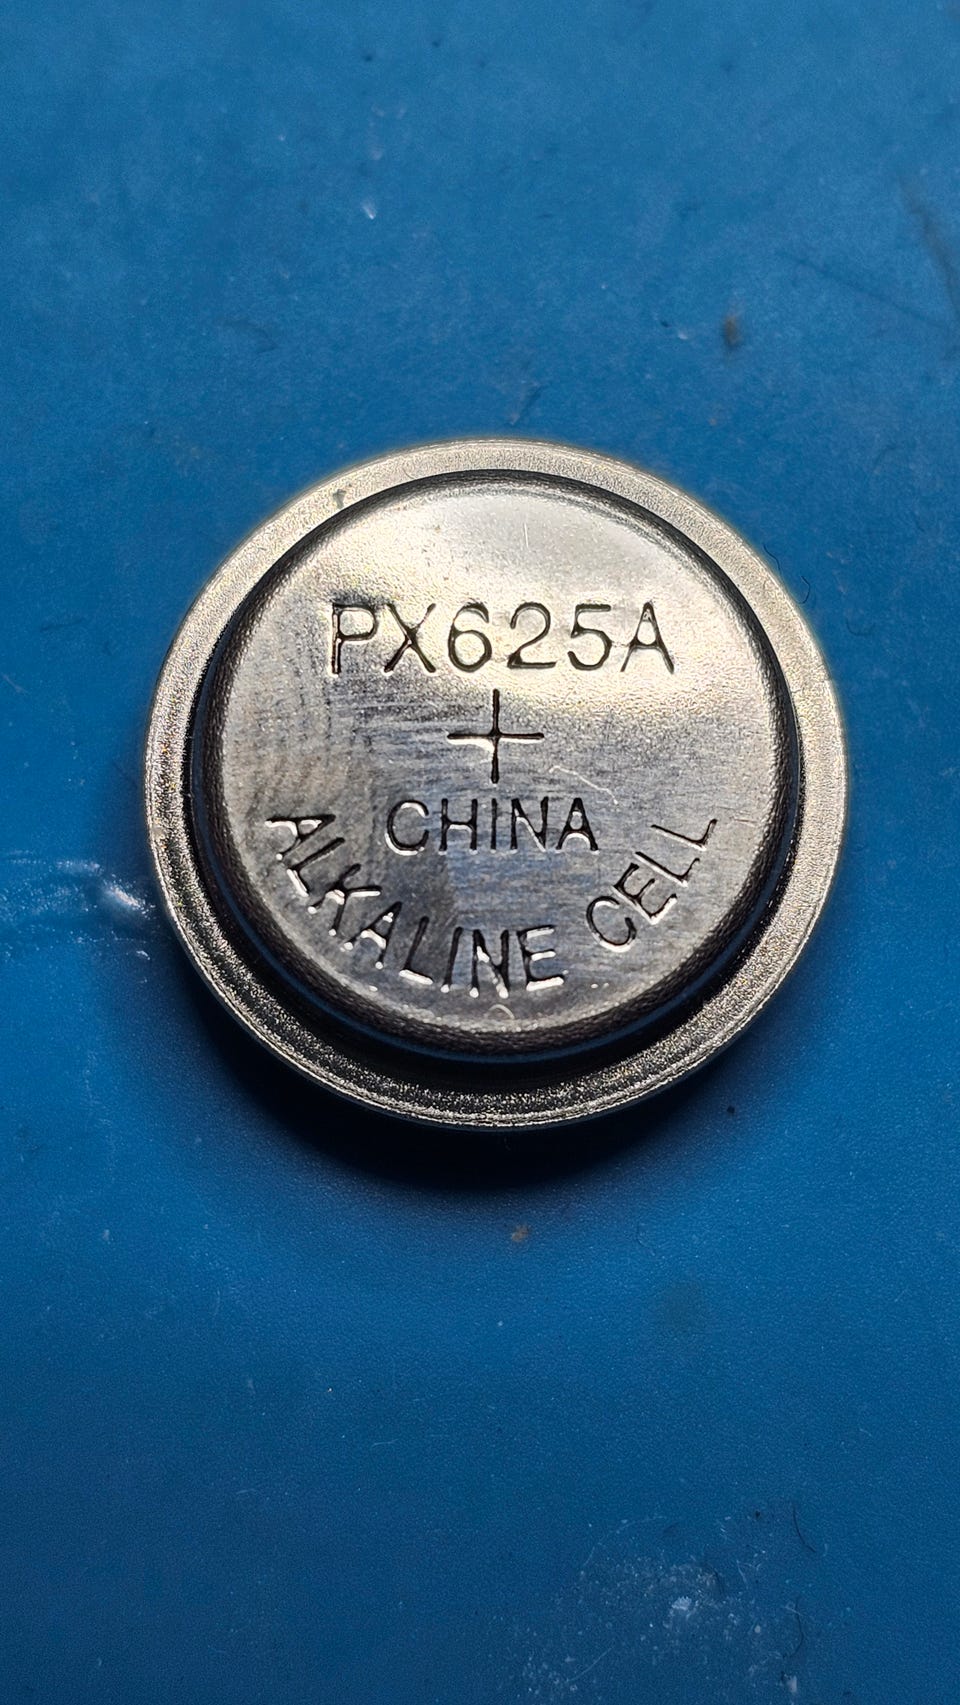 PX625A
+
CHINA
ALKALINE CELL